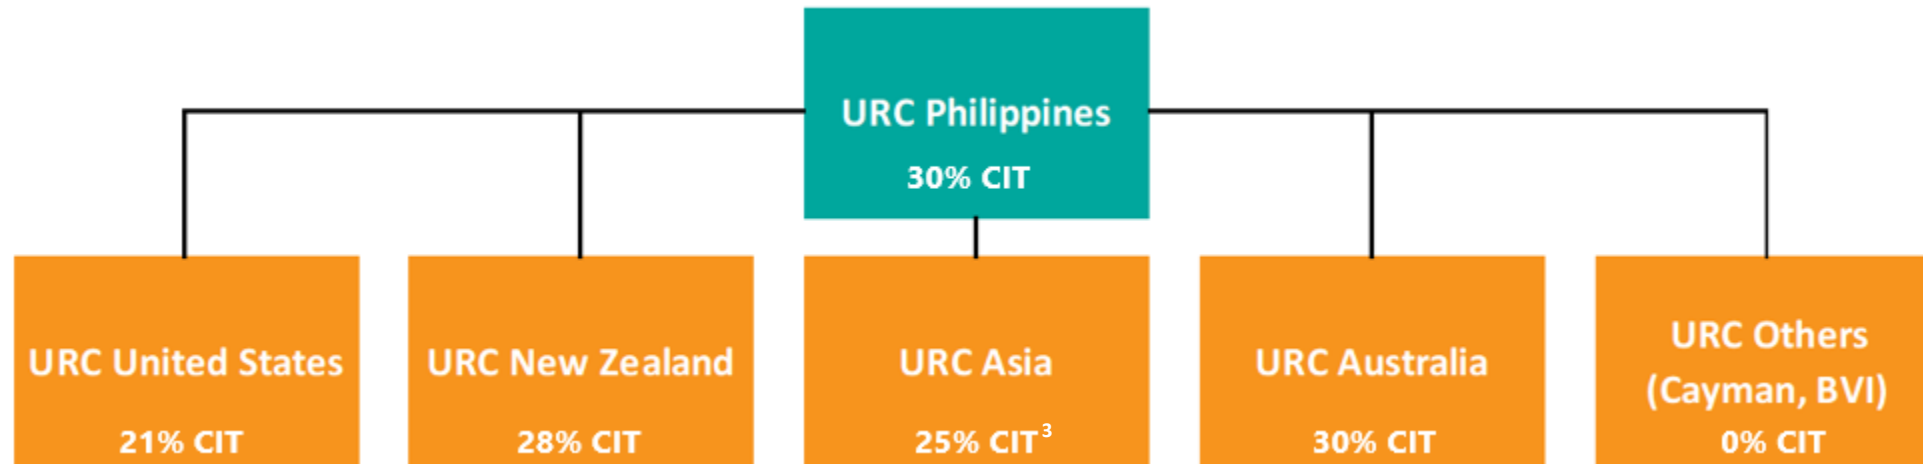 URC Philippines
30% CIT
URC United States
21% CIT
URC New Zealand
28% CIT
URC Asia
25% CIT³
URC Australia
30% CIT
URC Others
(Cayman, BVI)
0% CIT